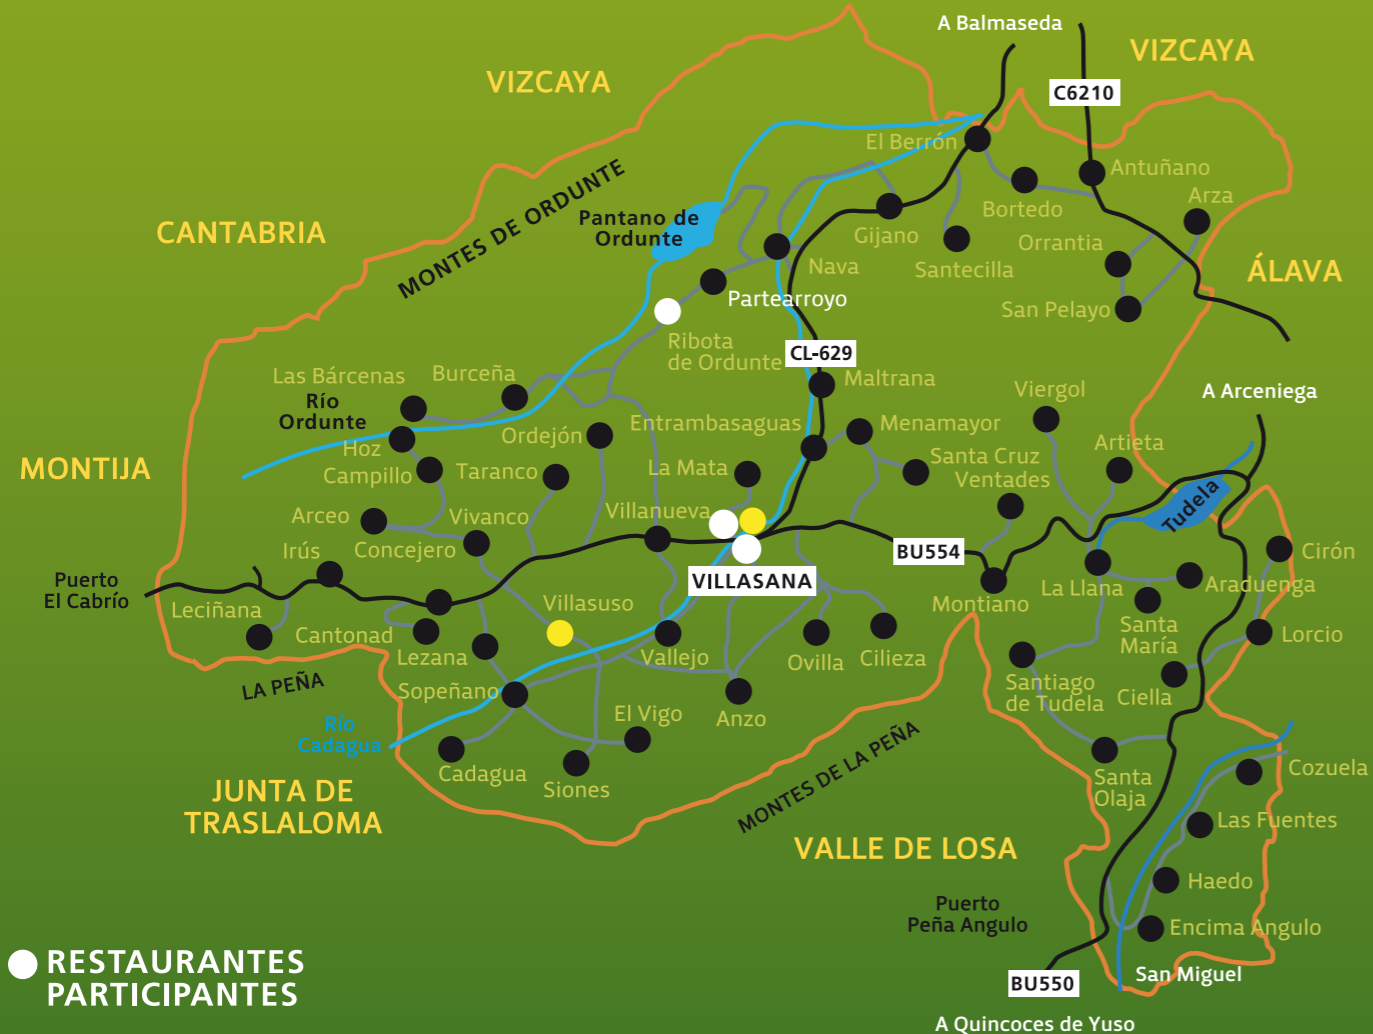 A Balmaseda
VIZCAYA
VIZCAYA
C6210
El Berrón
Antuñano
Arza
Bortedo
CANTABRIA
MONTES DE ORDUNTE
Pantano de
Ordunte
Gijano
Orrantia
Santecilla
Nava
ÁLAVA
Partearroyo
San Pelayo
Ribota
de Ordunte
CL-629
Las Bárcenas
Burceña
Maltrana
Viergol
A Arceniega
Río
Ordunte
Entrambasaguas
Menamayor
Hoz
Ordejón
Artieta
MONTIJA
Campillo
Taranco
La Mata
Santa Cruz
Ventades
Tudela
Arceo
Vivanco
Villanueva
Irús
Concejero
BU554
Cirón
Puerto
El Cabrío
VILLASANA
La Llana
Araduenga
Leciñana
Villasuso
Montiano
Santa
María
Cantonad
Lorcio
Lezana
Vallejo
Ovilla
Cilieza
LA PEÑA
Sopeñano
Santiago
de Tudela
Ciella
Río
Cadagua
El Vigo
Anzo
Cadagua
Siones
MONTES DE LA PEÑA
Santa
Olaja
Cozuela
JUNTA DE
TRASLALOMA
Las Fuentes
VALLE DE LOSA
Haedo
Puerto
Peña Angulo
Encima Angulo
RESTAURANTES
PARTICIPANTES
San Miguel
BU550
A Quincoces de Yuso